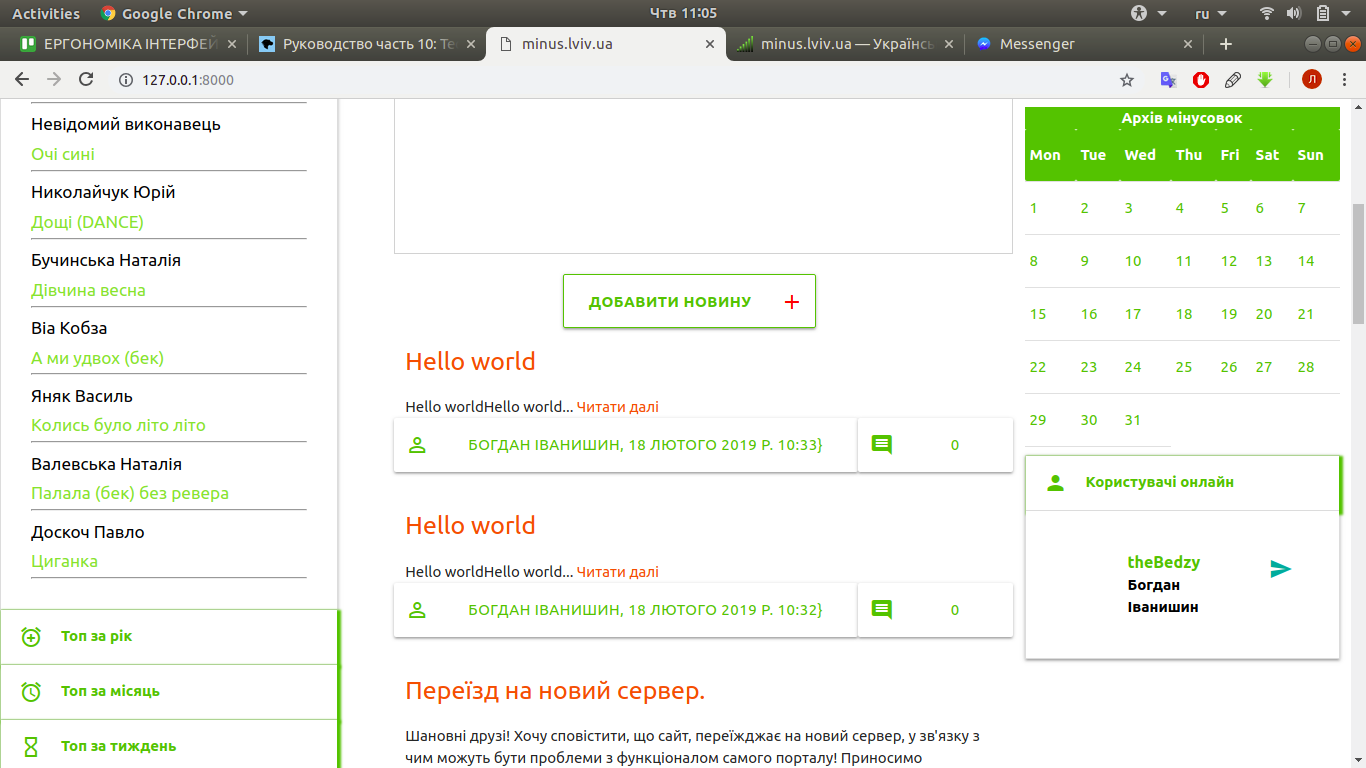 Activities Google Chrome Чтв 11:05 ru
ЕРГОНОМІКА ІНТЕРФЕЙ Руководство часть 10: Те minus.lviv.ua minus.lviv.ua — Українсь Messenger
127.0.0.1:8000 Л
Невідомий виконавець
Очі сині
Николайчук Юрій
Дощі (DANCE)
Бучинська Наталія
Дівчина весна
Віа Кобза
А ми удвох (бек)
Яняк Василь
Колись було літо літо
Валевська Наталія
Палала (бек) без ревера
Доскоч Павло
Циганка
Топ за рік
Топ за місяць
Топ за тиждень
ДОБАВИТИ НОВИНУ
Hello world
Hello worldHello world... Читати далі
БОГДАН ІВАНИШИН, 18 ЛЮТОГО 2019 Р. 10:33} 0
Hello world
Hello worldHello world... Читати далі
БОГДАН ІВАНИШИН, 18 ЛЮТОГО 2019 Р. 10:32} 0
Переїзд на новий сервер.
Шановні друзі! Хочу сповістити, що сайт, переїжджає на новий сервер, у зв'язку з
чим можуть бути проблеми з функціоналом самого порталу! Приносимо
Архів мінусовок
Mon Tue Wed Thu Fri Sat Sun
1 2 3 4 5 6 7
8 9 10 11 12 13 14
15 16 17 18 19 20 21
22 23 24 25 26 27 28
29 30 31
Користувачі онлайн
theBedzy
Богдан
Іванишин